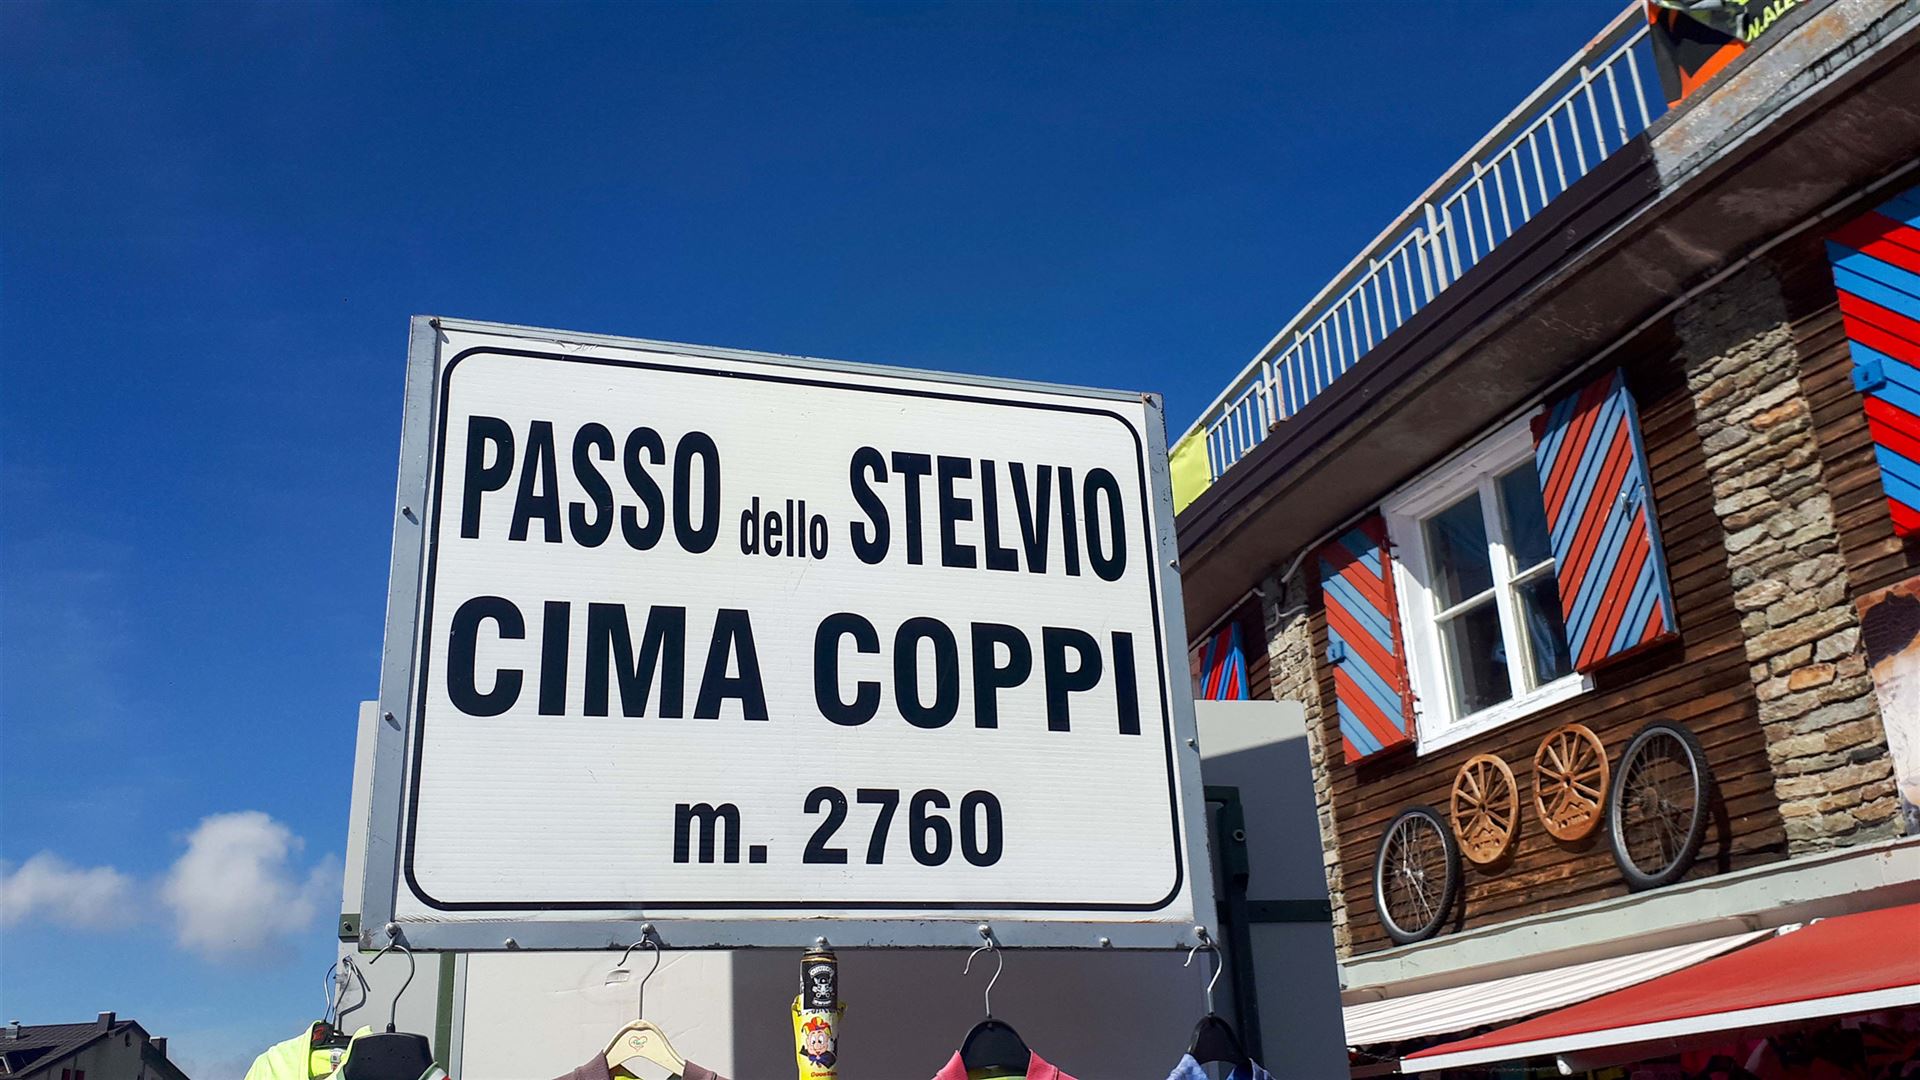 PASSO dello STELVIO
CIMA COPPI
m. 2760